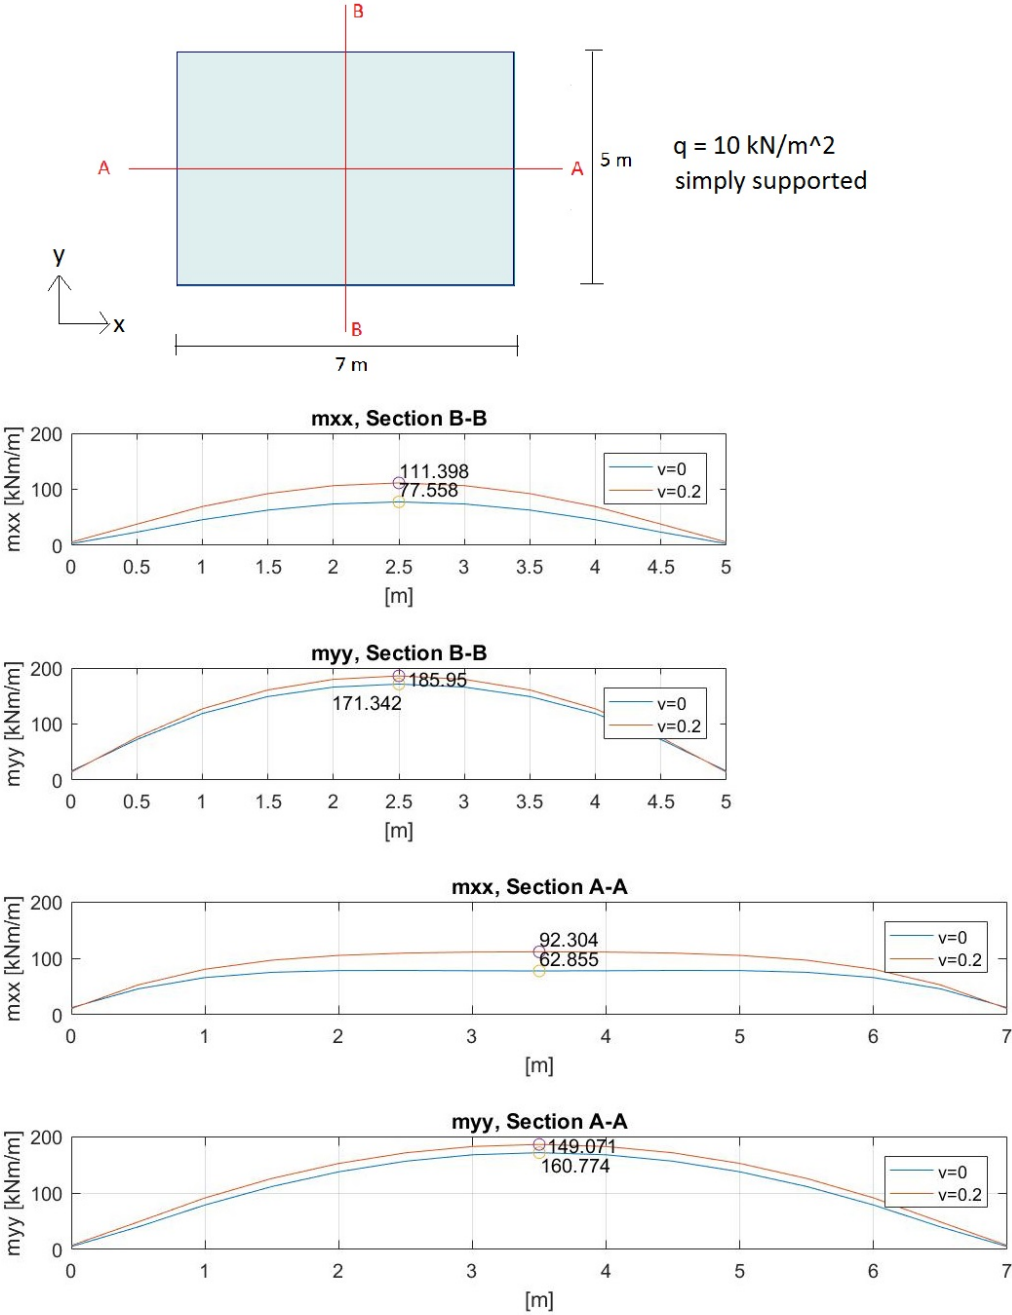 B
A
A
5 m
q = 10 kN/m^2
simply supported
y
x
B
7 m
mxx, Section B-B
mxx [kNm/m]
200
100
0
111.398
77.558
v=0
v=0.2
0 0.5 1 1.5 2 2.5 3 3.5 4 4.5 5
[m]
myy, Section B-B
myy [kNm/m]
200
100
0
185.95
171.342
v=0
v=0.2
0 0.5 1 1.5 2 2.5 3 3.5 4 4.5 5
[m]
mxx, Section A-A
mxx [kNm/m]
200
100
0
92.304
62.855
v=0
v=0.2
0 1 2 3 4 5 6 7
[m]
myy, Section A-A
myy [kNm/m]
200
100
0
149.071
160.774
v=0
v=0.2
0 1 2 3 4 5 6 7
[m]